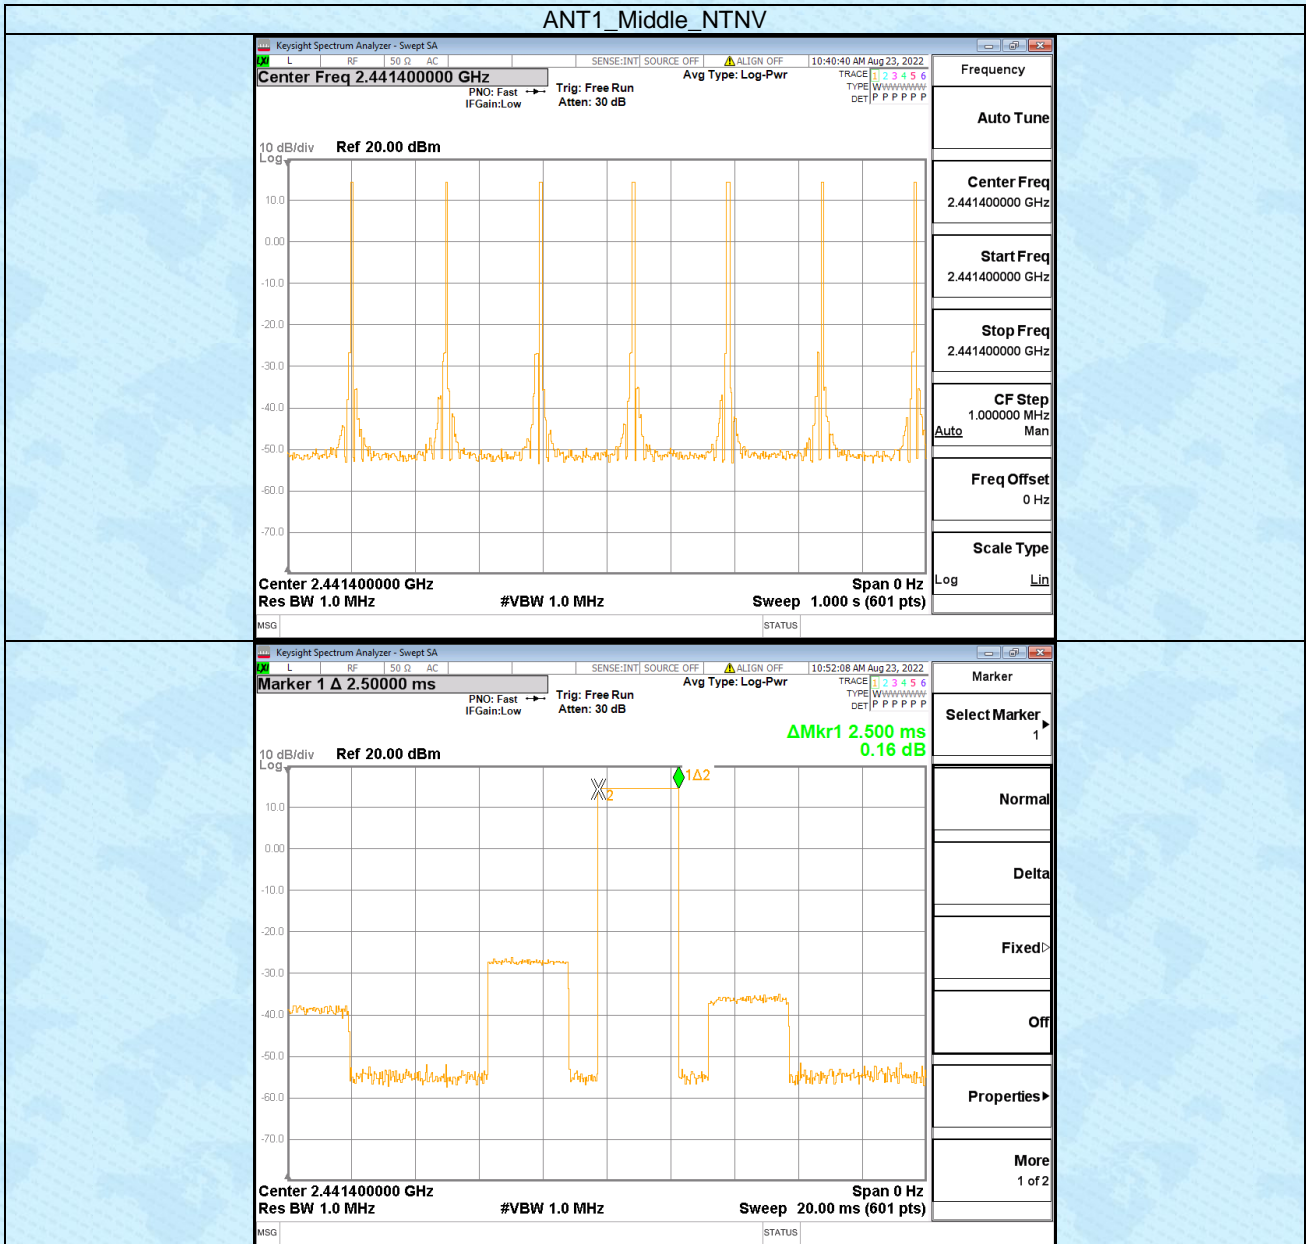 ANT1_Middle_NTNV
Keysight Spectrum Analyzer - Swept SA
LXI L RF 50 Ω AC SENSE:INT SOURCE OFF ALIGN OFF 10:40:40 AM Aug 23, 2022
Center Freq 2.441400000 GHz
PNO: Fast
IFGain:Low
Trig: Free Run
Atten: 30 dB
Avg Type: Log-Pwr
TRACE 1 2 3 4 5 6
TYPE WWWWWW
DET P P P P P P
10 dB/div Ref 20.00 dBm
Log
10.0
0.00
-10.0
-20.0
-30.0
-40.0
-50.0
-60.0
-70.0
Center 2.441400000 GHz Span 0 Hz
Res BW 1.0 MHz #VBW 1.0 MHz Sweep 1.000 s (601 pts)
MSG STATUS
Frequency
Auto Tune
Center Freq
2.441400000 GHz
Start Freq
2.441400000 GHz
Stop Freq
2.441400000 GHz
CF Step
1.000000 MHz
Auto Man
Freq Offset
0 Hz
Scale Type
Log Lin
Keysight Spectrum Analyzer - Swept SA
LXI L RF 50 Ω AC SENSE:INT SOURCE OFF ALIGN OFF 10:52:08 AM Aug 23, 2022
Marker 1 Δ 2.50000 ms
PNO: Fast
IFGain:Low
Trig: Free Run
Atten: 30 dB
Avg Type: Log-Pwr
TRACE 1 2 3 4 5 6
TYPE WWWWWW
DET P P P P P P
ΔMkr1 2.500 ms
0.16 dB
10 dB/div Ref 20.00 dBm
Log
1Δ2
2
10.0
0.00
-10.0
-20.0
-30.0
-40.0
-50.0
-60.0
-70.0
Center 2.441400000 GHz Span 0 Hz
Res BW 1.0 MHz #VBW 1.0 MHz Sweep 20.00 ms (601 pts)
MSG STATUS
Marker
Select Marker
1
Normal
Delta
Fixed
Off
Properties
More
1 of 2